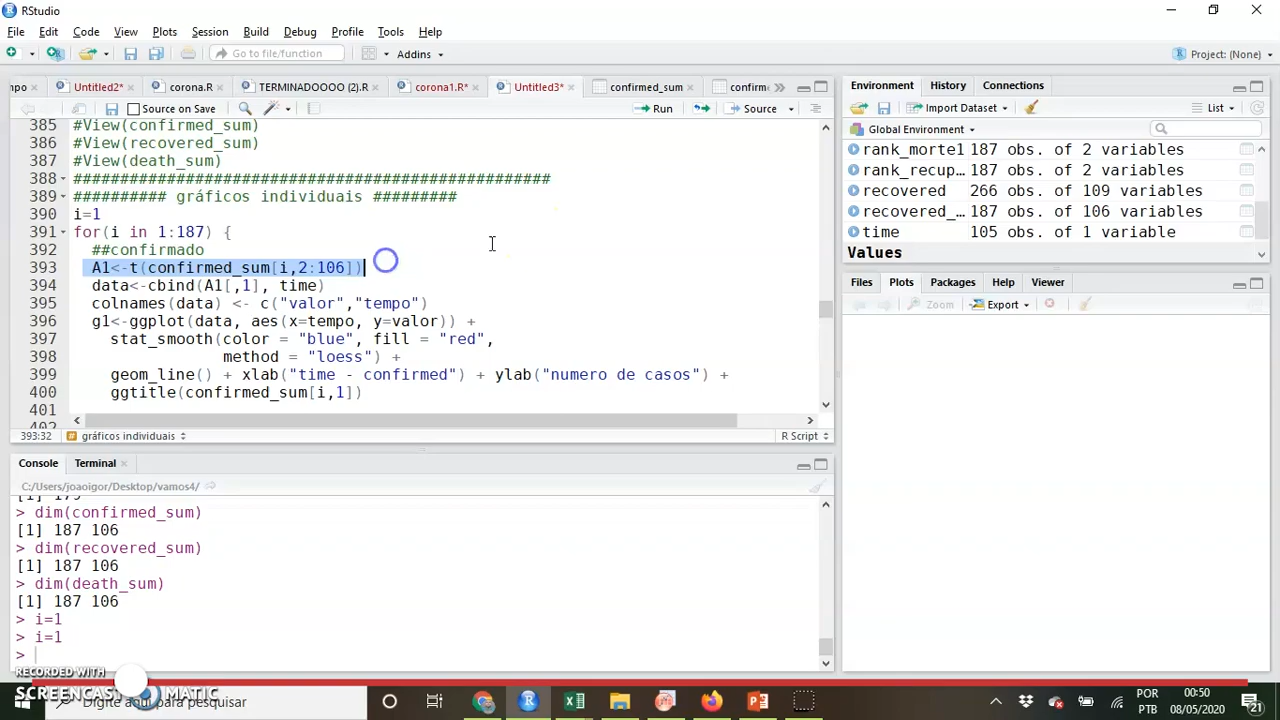 RStudio
File Edit Code View Plots Session Build Debug Profile Tools Help
Go to file/function Addins Project: (None)
npo Untitled2* corona.R TERMINADOOOO (2).R corona1.R* Untitled3* confirmed_sum
Source on Save Run Source
385 #View(confirmed_sum)
386 #View(recovered_sum)
387 #View(death_sum)
388 ###################################################
389 ########## gráficos individuais #########
390 i=1
391 for(i in 1:187) {
392 ##confirmado
393 A1<-t(confirmed_sum[i,2:106])
394 data<-cbind(A1[,1], time)
395 colnames(data) <- c("valor","tempo")
396 g1<-ggplot(data, aes(x=tempo, y=valor)) +
397 stat_smooth(color = "blue", fill = "red",
398 method = "loess") +
399 geom_line() + xlab("time - confirmed") + ylab("numero de casos") +
400 ggtitle(confirmed_sum[i,1])
401
402
393:32 gráficos individuais R Script
Console Terminal
C:/Users/joaoigor/Desktop/vamos4/
[1] 179
> dim(confirmed_sum)
[1] 187 106
> dim(recovered_sum)
[1] 187 106
> dim(death_sum)
[1] 187 106
> i=1
> i=1
>
Environment History Connections
Import Dataset List
Global Environment
rank_morte1 187 obs. of 2 variables
rank_recup… 187 obs. of 2 variables
recovered 266 obs. of 109 variables
recovered_… 187 obs. of 106 variables
time 105 obs. of 1 variable
Values
Files Plots Packages Help Viewer
Zoom Export
RECORDED WITH
SCREENCAST MATIC
Digite aqui para pesquisar
POR
PTB
00:50
08/05/2020
21